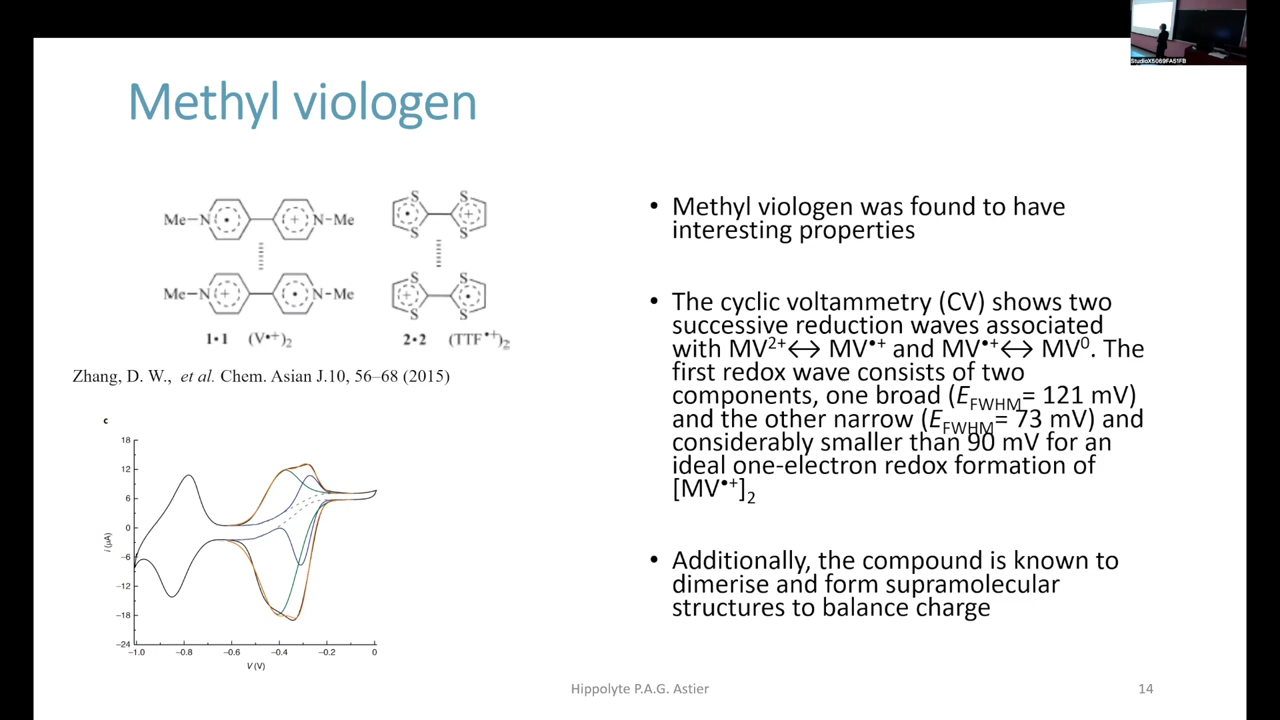 StudioX5069FA51FB
Methyl viologen
Me–N N–Me
Me–N N–Me
1•1 (V•+)2
S S
S S
S S
S S
2•2 (TTF•+)2
Zhang, D. W., et al. Chem. Asian J.10, 56–68 (2015)
c
18
12
6
0
−6
−12
−18
−24
i (µA)
−1.0 −0.8 −0.6 −0.4 −0.2 0
V (V)
• Methyl viologen was found to have
interesting properties
• The cyclic voltammetry (CV) shows two
successive reduction waves associated
with MV2+↔ MV•+ and MV•+↔ MV0. The
first redox wave consists of two
components, one broad (EFWHM= 121 mV)
and the other narrow (EFWHM= 73 mV) and
considerably smaller than 90 mV for an
ideal one-electron redox formation of
[MV•+]2
• Additionally, the compound is known to
dimerise and form supramolecular
structures to balance charge
Hippolyte P.A.G. Astier
14